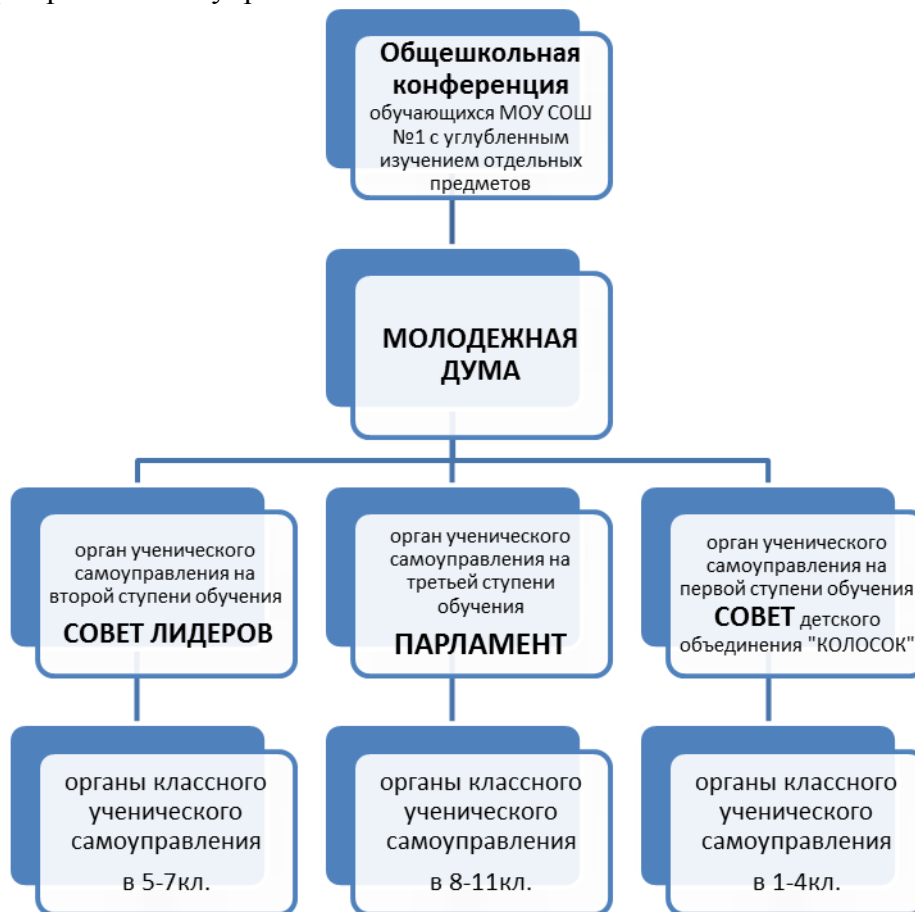 Общешкольная
конференция
обучающихся МОУ СОШ
№1 с углубленным
изучением отдельных
предметов
МОЛОДЕЖНАЯ
ДУМА
орган ученического
самоуправления на
второй ступени обучения
СОВЕТ ЛИДЕРОВ
орган ученического
самоуправления на
третьей ступени
обучения
ПАРЛАМЕНТ
орган ученического
самоуправления на
первой ступени обучения
СОВЕТ детского
объединения "КОЛОСОК"
органы классного
ученического
самоуправления
в 5-7кл.
органы классного
ученического
самоуправления
в 8-11кл.
органы классного
ученического
самоуправления
в 1-4кл.